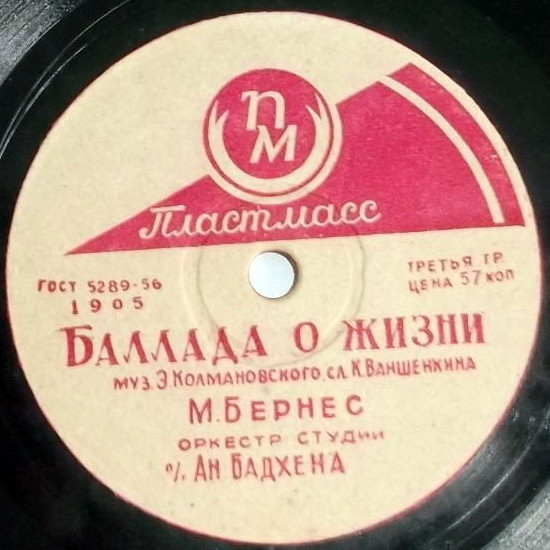 ПМ
Пластмасс
ГОСТ 5289-56
1905
ТРЕТЬЯ ГР.
ЦЕНА 57 КОП
БАЛЛАДА О ЖИЗНИ
МУЗ. Э.КОЛМАНОВСКОГО, СЛ. К.ВАНШЕНКИНА
М.БЕРНЕС
ОРКЕСТР СТУДИИ
п/у. АН БАДХЕНА